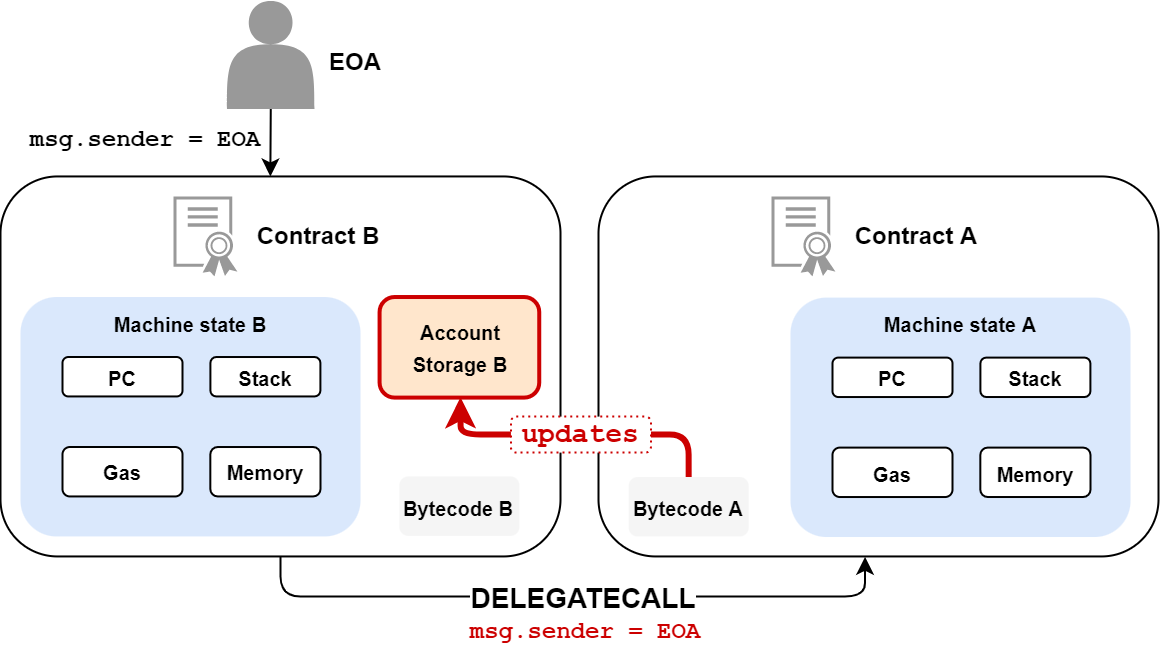 EOA
msg.sender = EOA
Contract B
Machine state B
PC
Stack
Gas
Memory
Account
Storage B
Bytecode B
updates
Contract A
Bytecode A
Machine state A
PC
Stack
Gas
Memory
DELEGATECALL
msg.sender = EOA